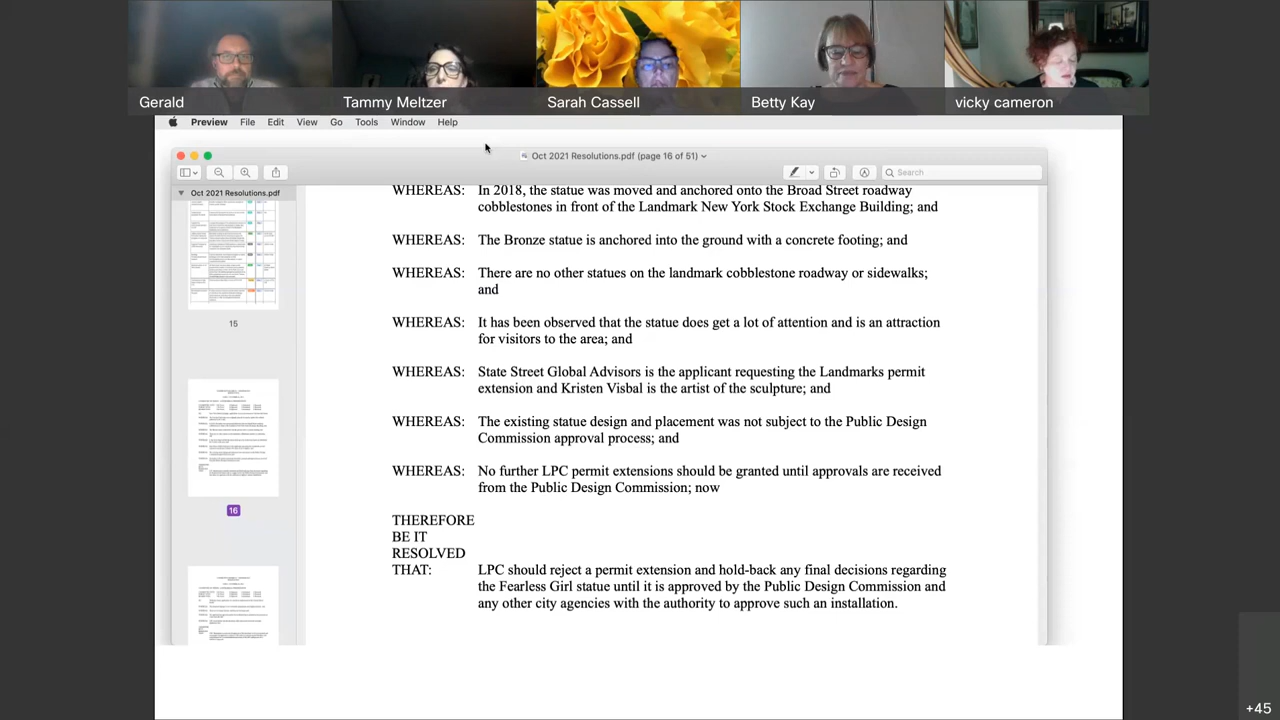 Gerald
Tammy Meltzer
Sarah Cassell
Betty Kay
vicky cameron
Preview File Edit View Go Tools Window Help
Oct 2021 Resolutions.pdf (page 16 of 51)
Search
Oct 2021 Resolutions.pdf
15
16
WHEREAS: In 2018, the statue was moved and anchored onto the Broad Street roadway
cobblestones in front of the Landmark New York Stock Exchange Building; and
WHEREAS: The bronze statue is anchored to the ground with a concrete footing; and
WHEREAS: There are no other statues on a landmark cobblestone roadway or sidewalks;
and
WHEREAS: It has been observed that the statue does get a lot of attention and is an attraction
for visitors to the area; and
WHEREAS: State Street Global Advisors is the applicant requesting the Landmarks permit
extension and Kristen Visbal is the artist of the sculpture; and
WHEREAS: The existing statue design and placement was not subject to the Public Design
Commission approval process; and
WHEREAS: No further LPC permit extensions should be granted until approvals are received
from the Public Design Commission; now
THEREFORE
BE IT
RESOLVED
THAT: LPC should reject a permit extension and hold-back any final decisions regarding
Fearless Girl statue until approved by the Public Design Commission and
other city agencies with the authority to approve such an installation.
+45